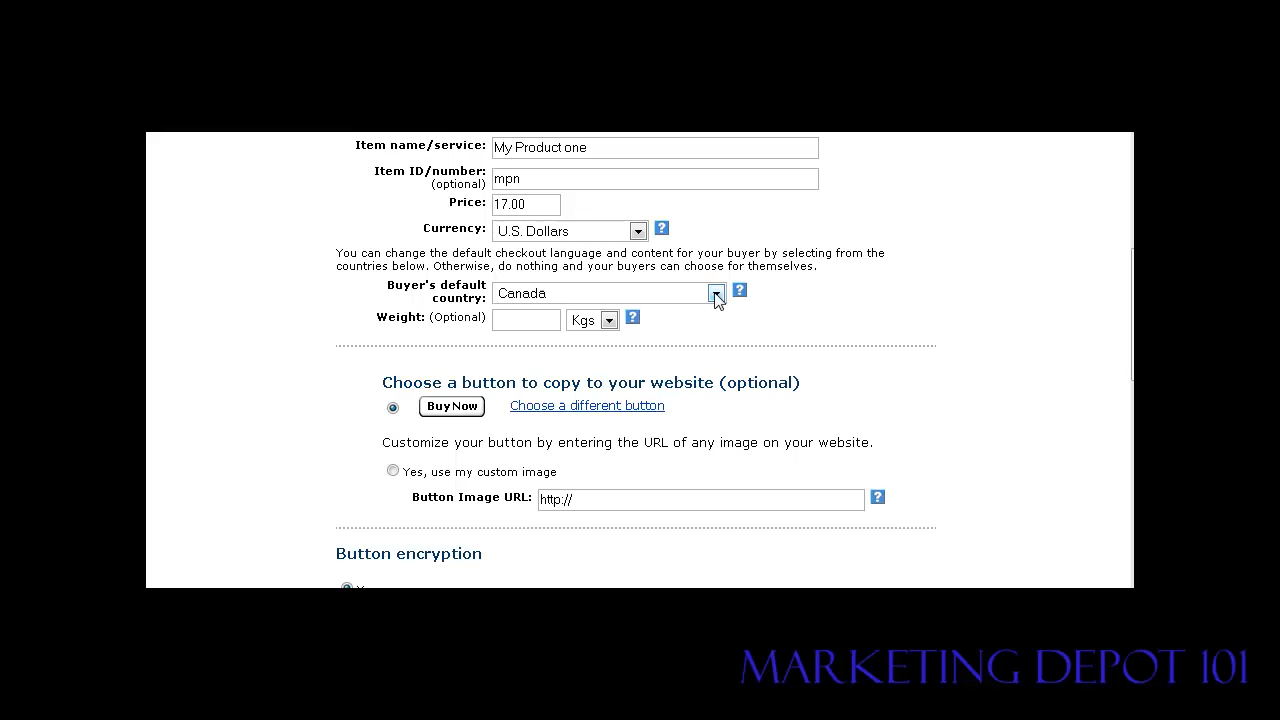 Item name/service: My Product one
Item ID/number: mpn
(optional)
Price: 17.00
Currency: U.S. Dollars ?
You can change the default checkout language and content for your buyer by selecting from the
countries below. Otherwise, do nothing and your buyers can choose for themselves.
Buyer's default
country: Canada ?
Weight: (Optional) Kgs ?
Choose a button to copy to your website (optional)
Buy Now Choose a different button
Customize your button by entering the URL of any image on your website.
Yes, use my custom image
Button Image URL: http:// ?
Button encryption
MARKETING DEPOT 101